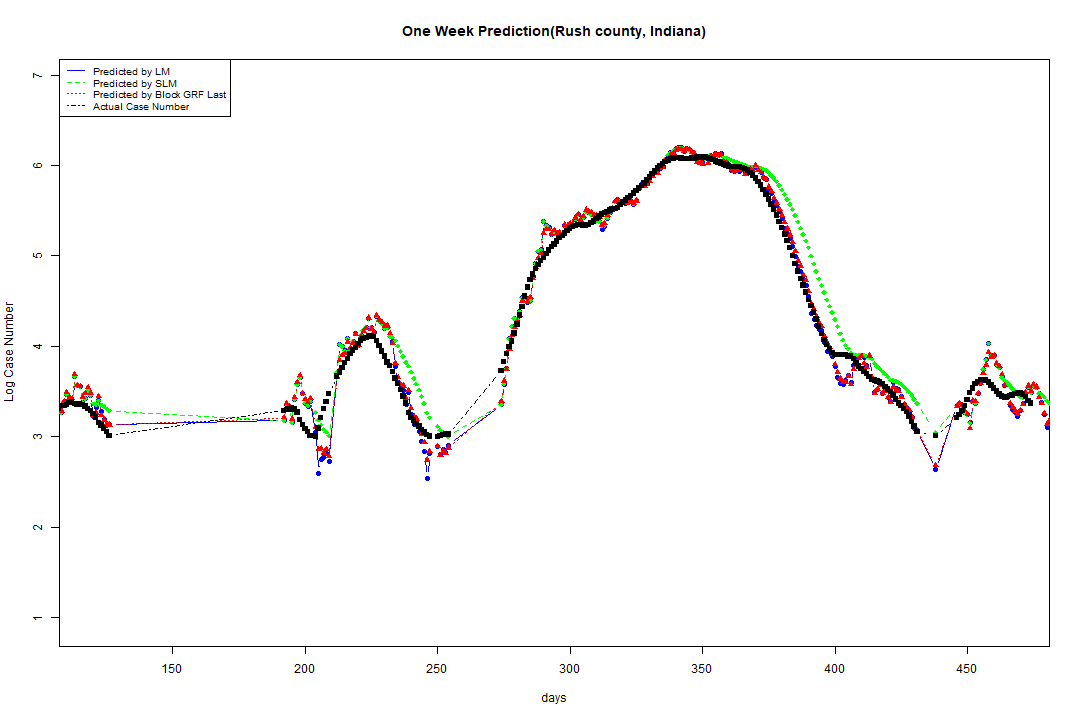 One Week Prediction(Rush county, Indiana)
Predicted by LM
Predicted by SLM
Predicted by Block GRF Last
Actual Case Number
7
6
5
4
3
2
1
Log Case Number
150 200 250 300 350 400 450
days